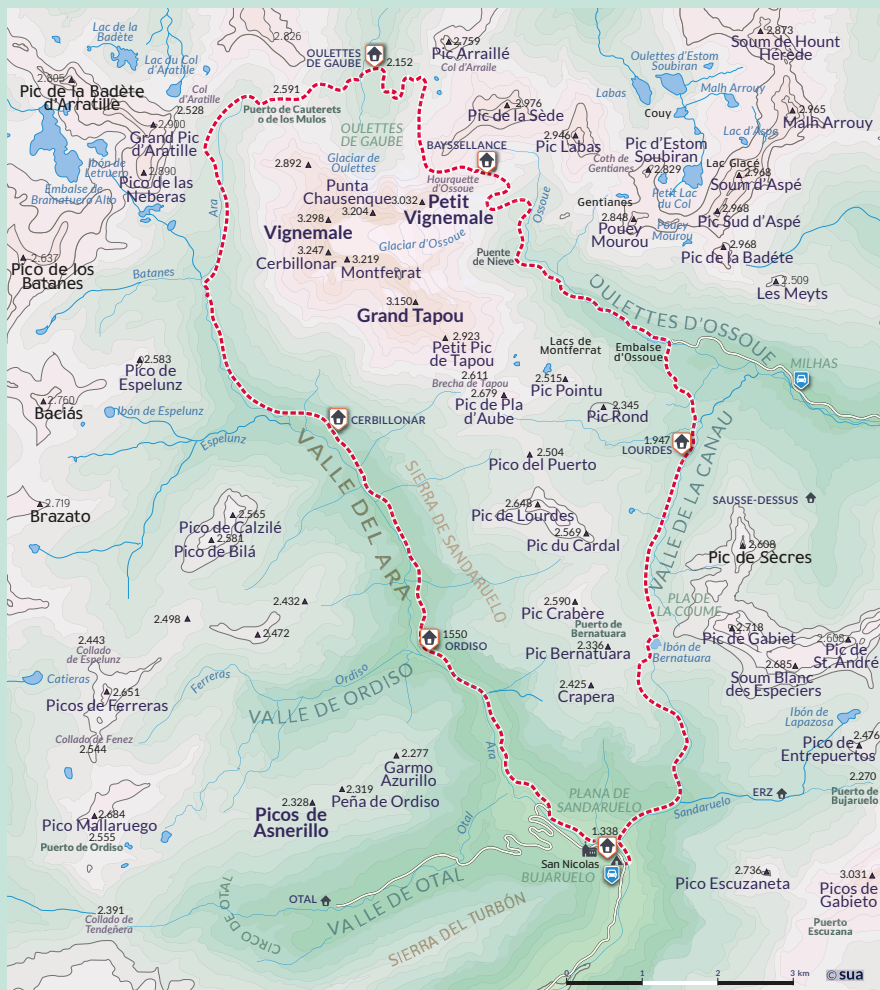 Lac de la
Badète
2.826
OULETTES
DE GAUBE
2.152
2.759
Pic Arraillé
Col d'Araile
2.873
Soum de Hount
Hérède
Lac du Col
d'Aratille
Oulettes d'Estom
Soubiran
2.805
Pic de la Badète
d'Arratille
Col
d'Aratille
2.528
2.591
Puerto de Cauterets
o de los Mulos
Labas
Malh Arrouy
2.976
Pic de la Sède
Couy
2.965
Malh Arrouy
2.900
Grand Pic
d'Aratille
OULETTES
DE GAUBE
BAYSSELLANCE
2.946
Pic Labas
Lac d'Aspé
Pic d'Estom
Soubiran
2.829
Lac Glacé
2.968
Soum d'Aspé
Ibón de
Letruero
2.890
Pico de las
Neberas
Embalse de
Bramatuero Alto
2.892
Glaciar de
Oulettes
Coth de
Gentianes
Petit Lac
du Col
Hourquette
d'Ossoue
Punta
Chausenque
3.204
3.032
Petit
Vignemale
Ossoue
Gentianes
2.848
Pouey
Mourou
Pouey
Mourou
2.968
Pic Sud d'Aspé
Ara
3.298
Vignemale
Glaciar d'Ossoue
3.247
Cerbillonar
3.219
Montferrat
Puente
de Nieve
2.968
Pic de la Badéte
2.637
Pico de los
Batanes
Batanes
2.509
Les Meyts
OULETTES D'OSSOUE
3.150
Grand Tapou
2.923
Petit Pic
de Tapou
2.611
Brecha de Tapou
Lacs de
Montferrat
Embalse
d'Ossoue
MILHAS
2.583
Pico de
Espelunz
2.515
Pic Pointu
2.679
Pic de Pla
d'Aube
2.345
Pic Rond
2.760
Baciás
Ibón de Espelunz
CERBILLONAR
Espelunz
1.947
LOURDES
VALLE DE LA CANAU
VALLE DEL ARA
SIERRA DE SANDARUELO
2.504
Pico del Puerto
SAUSSE-DESSUS
2.719
Brazato
2.565
Pico de Calzilé
2.581
Pico de Bilá
2.648
Pic de Lourdes
2.569
Pic du Cardal
2.608
Pic de Sècres
2.432
2.498
2.472
2.590
Pic Crabère
PLA DE
LA COUME
Puerto de
Bernatuara
2.336
Pic Bernatuara
2.718
Pic de Gabiet
2.608
Pic de
St. André
2.443
Collado
de Espelunz
1550
ORDISO
Ibón de
Bernatuara
2.685
Soum Blanc
des Especiers
Catieras
Ferreras
Ordiso
2.651
Picos de Ferreras
VALLE DE ORDISO
2.425
Crapera
Ibón de
Lapazosa
Collado de Fenez
2.544
Ara
2.476
Pico de
Entrepuertos
2.277
Garmo
Azurillo
2.319
Peña de Ordiso
2.270
Puerto de
Bujaruelo
PLANA DE
SANDARUELO
ERZ
Sandaruelo
2.328
Picos de
Asnerillo
2.684
Pico Mallaruego
2.555
Puerto de Ordiso
Otal
1.338
San Nicolas
BUJARUELO
2.736
Pico Escuzaneta
3.031
Picos de
Gabieto
CIRCO DE OTAL
OTAL
VALLE DE OTAL
SIERRA DEL TURBÓN
2.391
Collado de
Tendeñera
Puerto
Escuzana
0
1
2
3 km
©sua